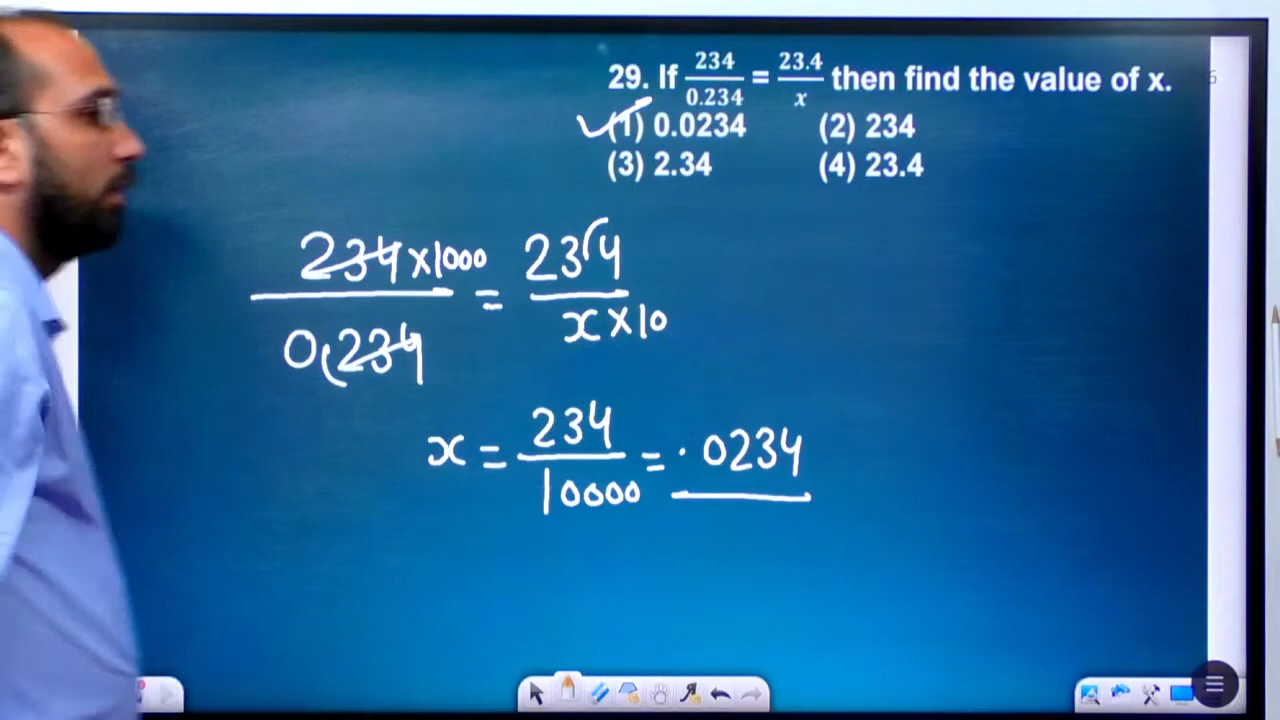 29. If 234/0.234 = 23.4/x then find the value of x.
(1) 0.0234 (2) 234
(3) 2.34 (4) 23.4
234×1000/0.234 = 234/x×10
x = 234/10000 = .0234